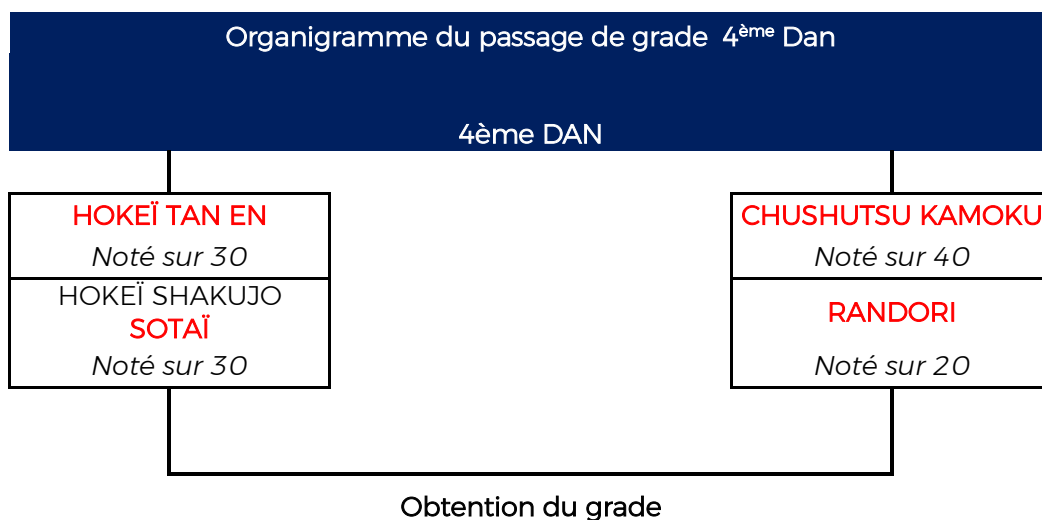 Organigramme du passage de grade 4ème Dan
4ème DAN
HOKEÏ TAN EN
Noté sur 30
HOKEÏ SHAKUJO
SOTAÏ
Noté sur 30
CHUSHUTSU KAMOKU
Noté sur 40
RANDORI
Noté sur 20
Obtention du grade